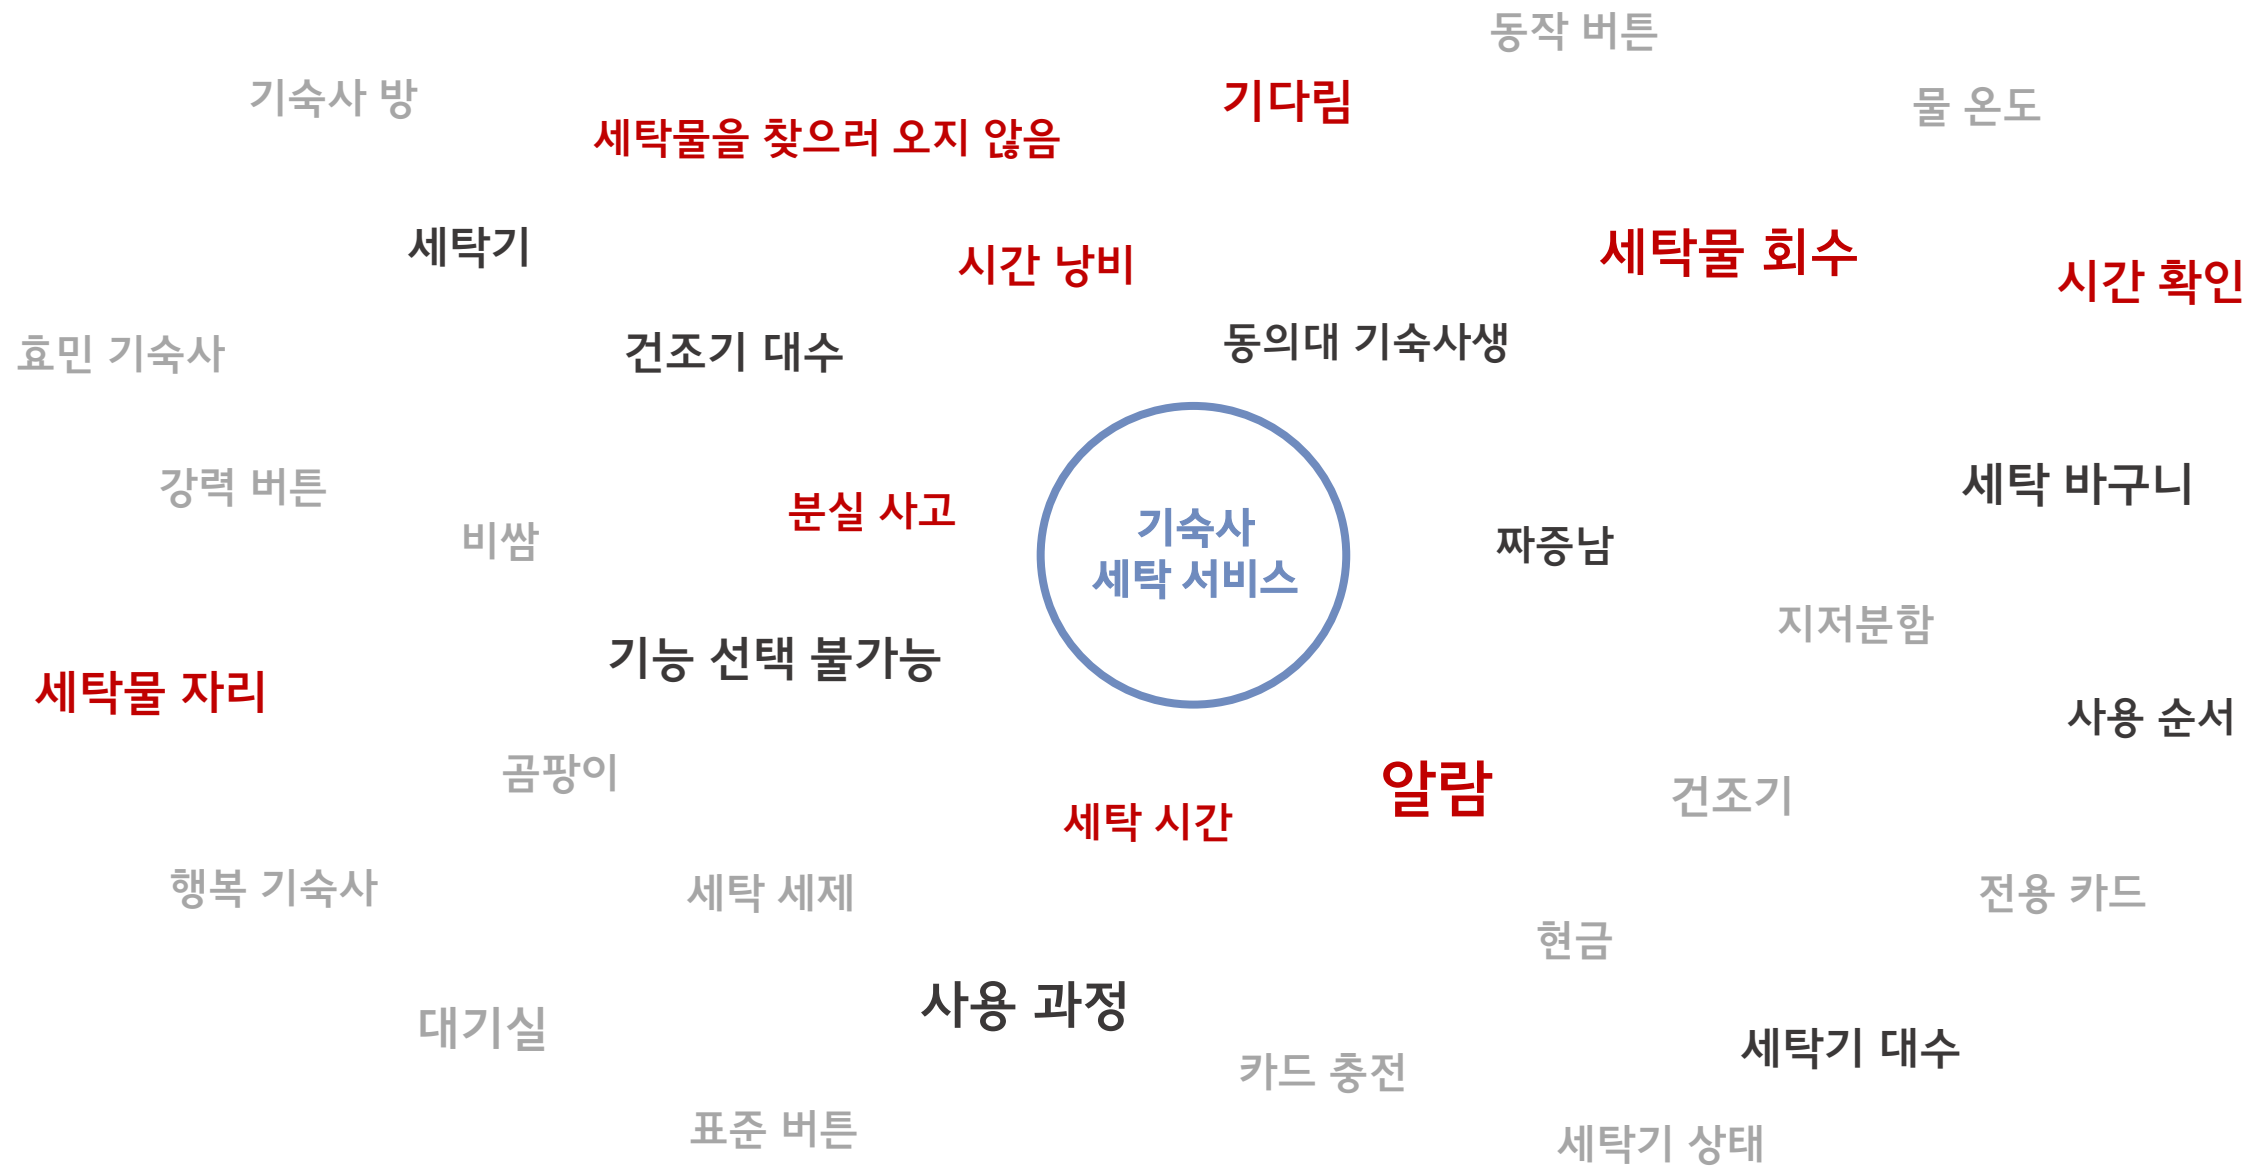 동작 버튼
기숙사 방
기다림
물 온도
세탁물을 찾으러 오지 않음
세탁기
시간 낭비
세탁물 회수
시간 확인
효민 기숙사
건조기 대수
동의대 기숙사생
강력 버튼
비쌈
분실 사고
기숙사
세탁 서비스
짜증남
세탁 바구니
지저분함
기능 선택 불가능
세탁물 자리
사용 순서
곰팡이
알람
건조기
세탁 시간
행복 기숙사
세탁 세제
전용 카드
현금
사용 과정
대기실
세탁기 대수
카드 충전
표준 버튼
세탁기 상태